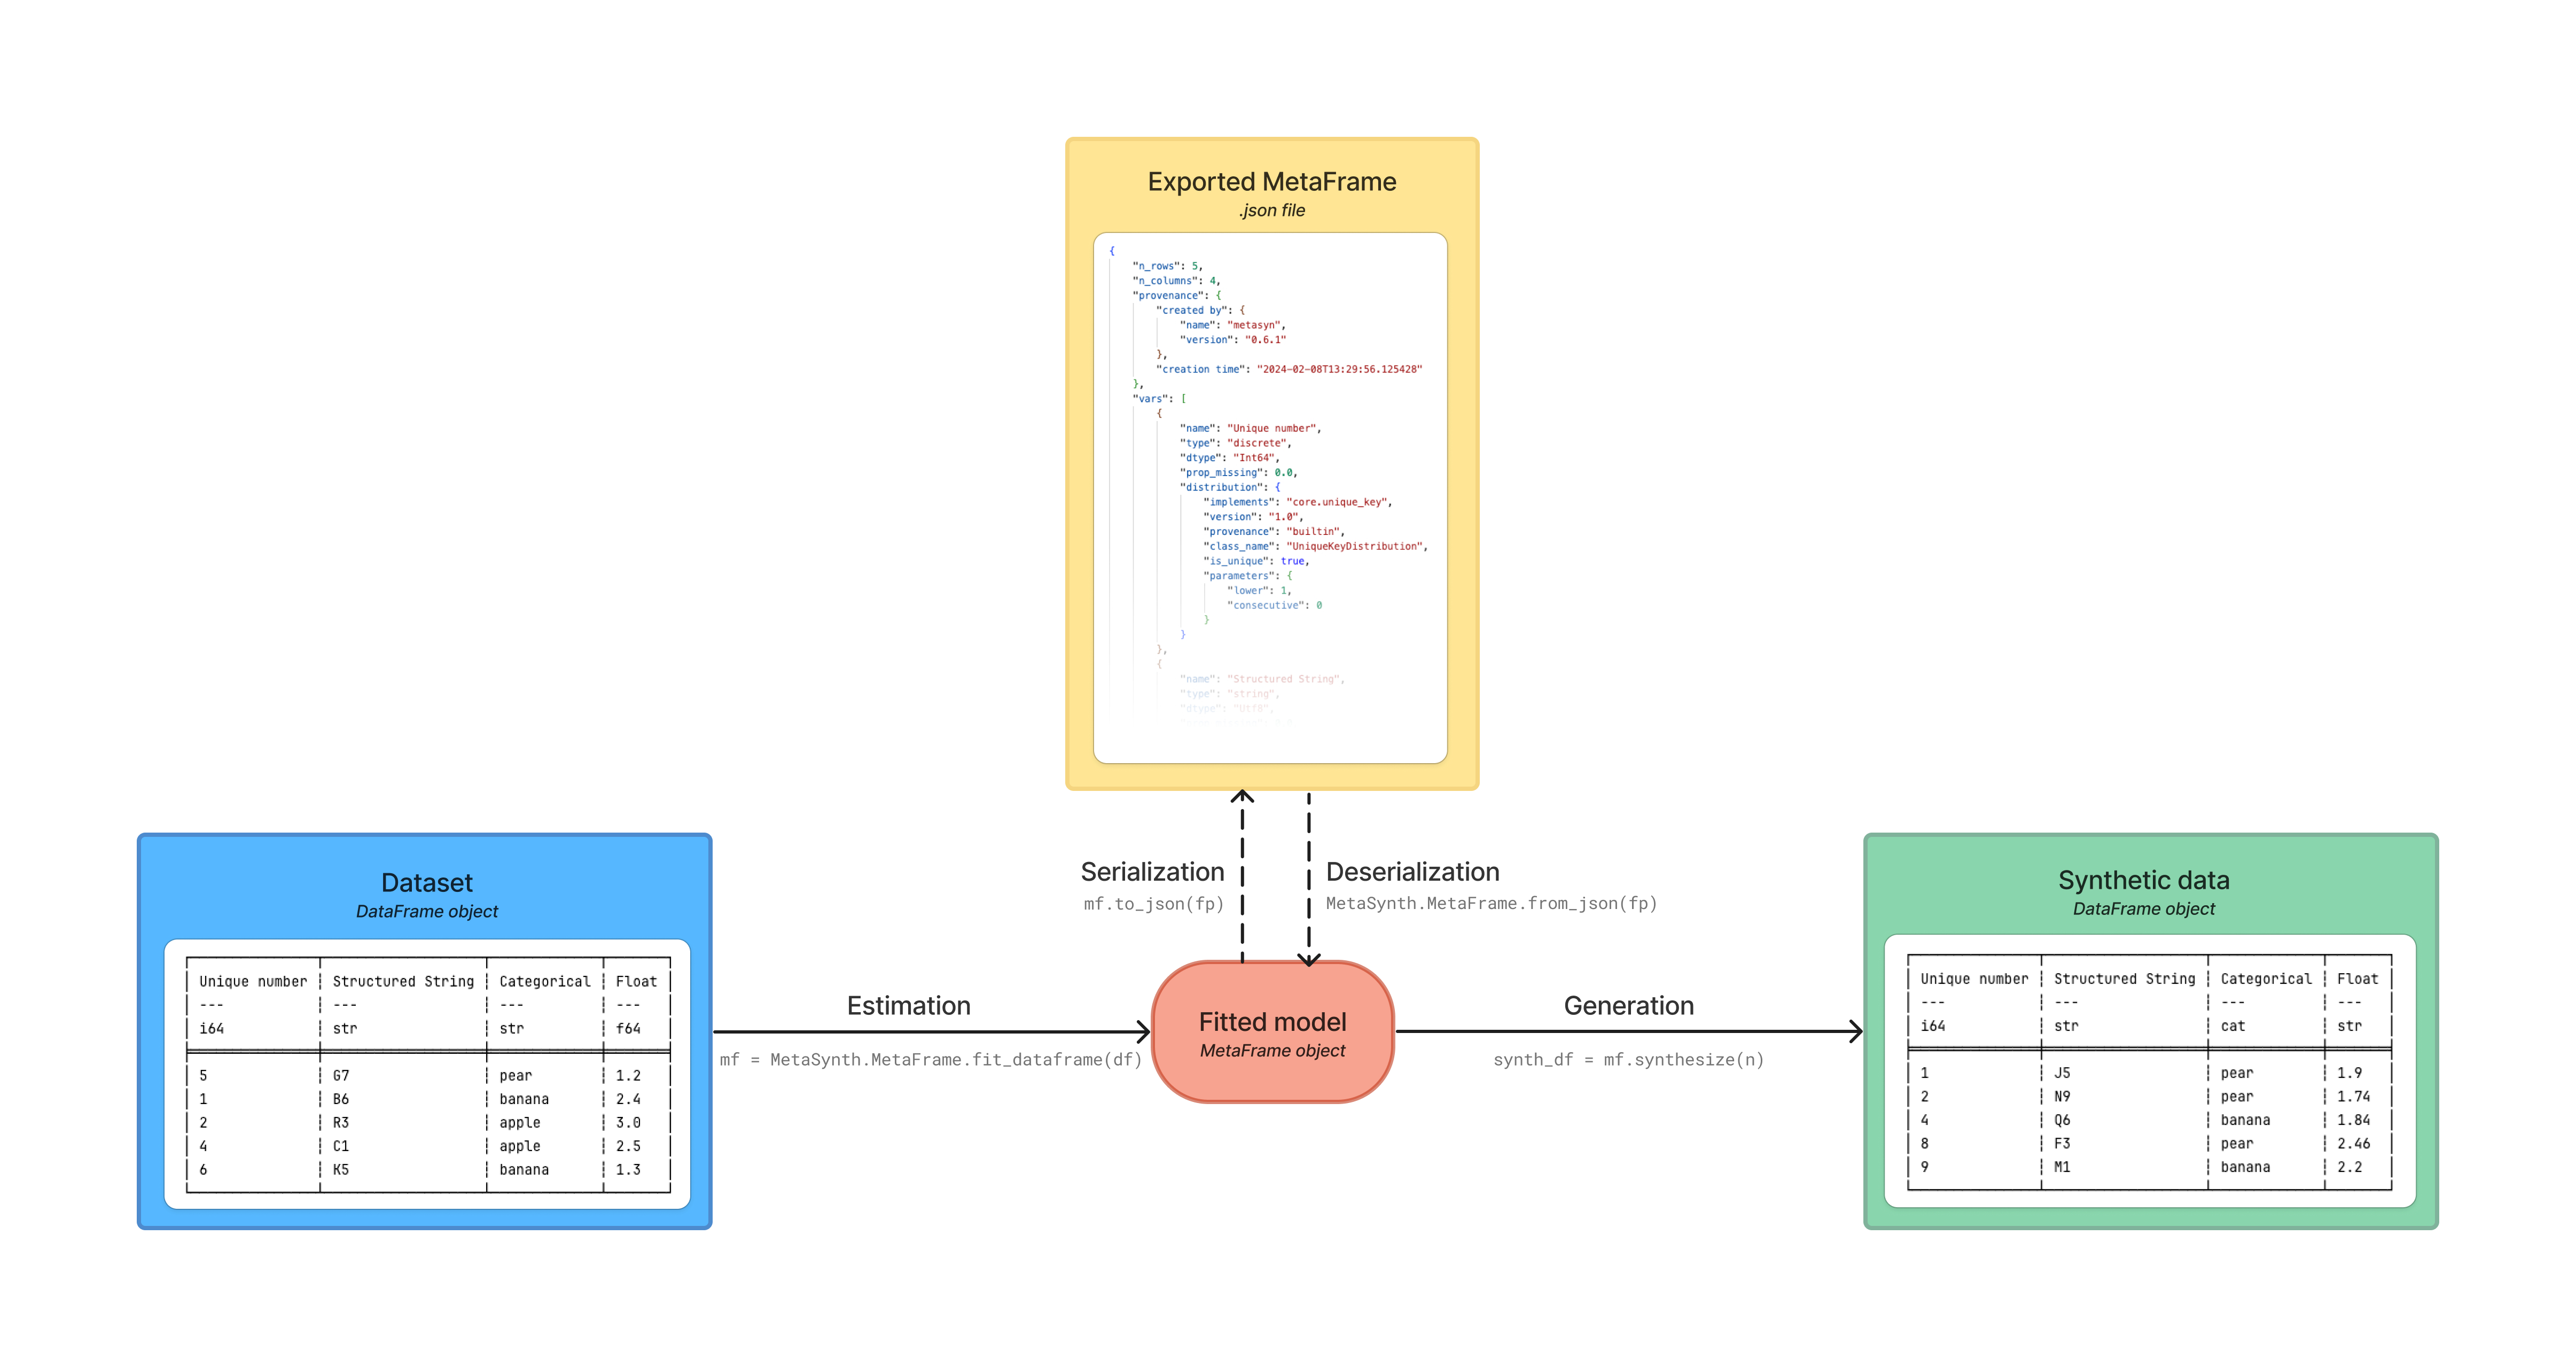 Exported MetaFrame
.json file
{
"n_rows": 5,
"n_columns": 4,
"provenance": {
"created by": {
"name": "metasyn",
"version": "0.6.1"
},
"creation time": "2024-02-08T13:29:56.125428"
},
"vars": [
{
"name": "Unique number",
"type": "discrete",
"dtype": "Int64",
"prop_missing": 0.0,
"distribution": {
"implements": "core.unique_key",
"version": "1.0",
"provenance": "builtin",
"class_name": "UniqueKeyDistribution",
"is_unique": true,
"parameters": {
"lower": 1,
"consecutive": 0
}
}
},
{
"name": "Structured String",
"type": "string",
"dtype": "Utf8",
Serialization
mf.to_json(fp)
Deserialization
MetaSynth.MetaFrame.from_json(fp)
Dataset
DataFrame object
Unique number Structured String Categorical Float
--- --- --- ---
i64 str str f64
5 G7 pear 1.2
1 B6 banana 2.4
2 R3 apple 3.0
4 C1 apple 2.5
6 K5 banana 1.3
Estimation
mf = MetaSynth.MetaFrame.fit_dataframe(df)
Fitted model
MetaFrame object
Generation
synth_df = mf.synthesize(n)
Synthetic data
DataFrame object
Unique number Structured String Categorical Float
--- --- --- ---
i64 str cat str
1 J5 pear 1.9
2 N9 pear 1.74
4 Q6 banana 1.84
8 F3 pear 2.46
9 M1 banana 2.2